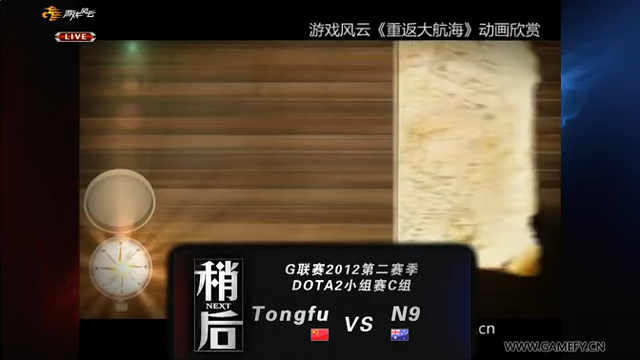 游戏风云
LIVE
游戏风云《重返大航海》动画欣赏
稍后
NEXT
G联赛2012第二赛季
DOTA2小组赛C组
Tongfu VS N9
.cn
WWW.GAMEFY.CN